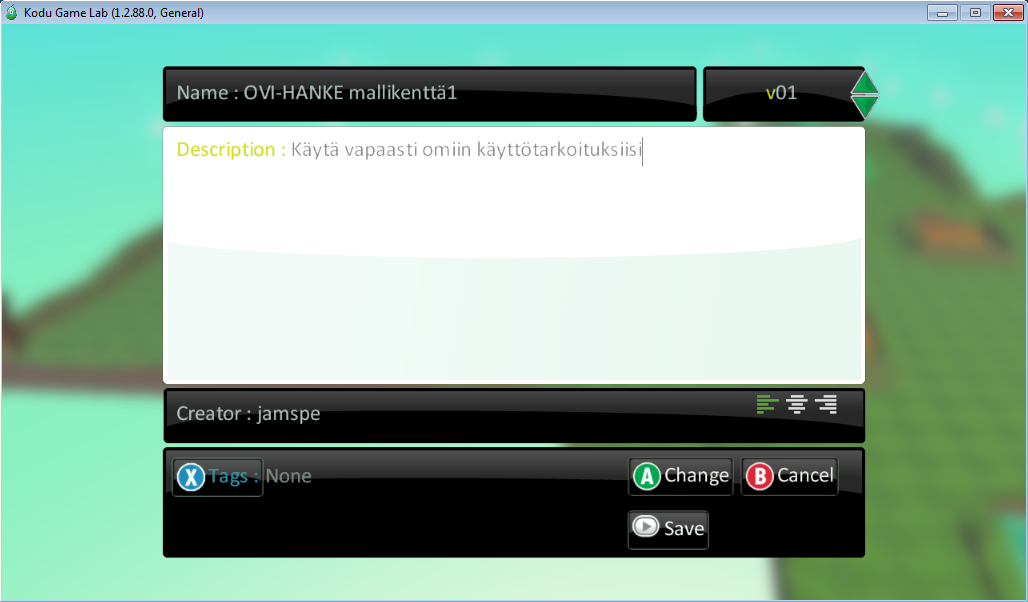 Kodu Game Lab (1.2.88.0, General)
Name : OVI-HANKE mallikenttä1
v01
Description : Käytä vapaasti omiin käyttötarkoituksiisi
Creator : jamspe
X Tags : None
A Change B Cancel
Save